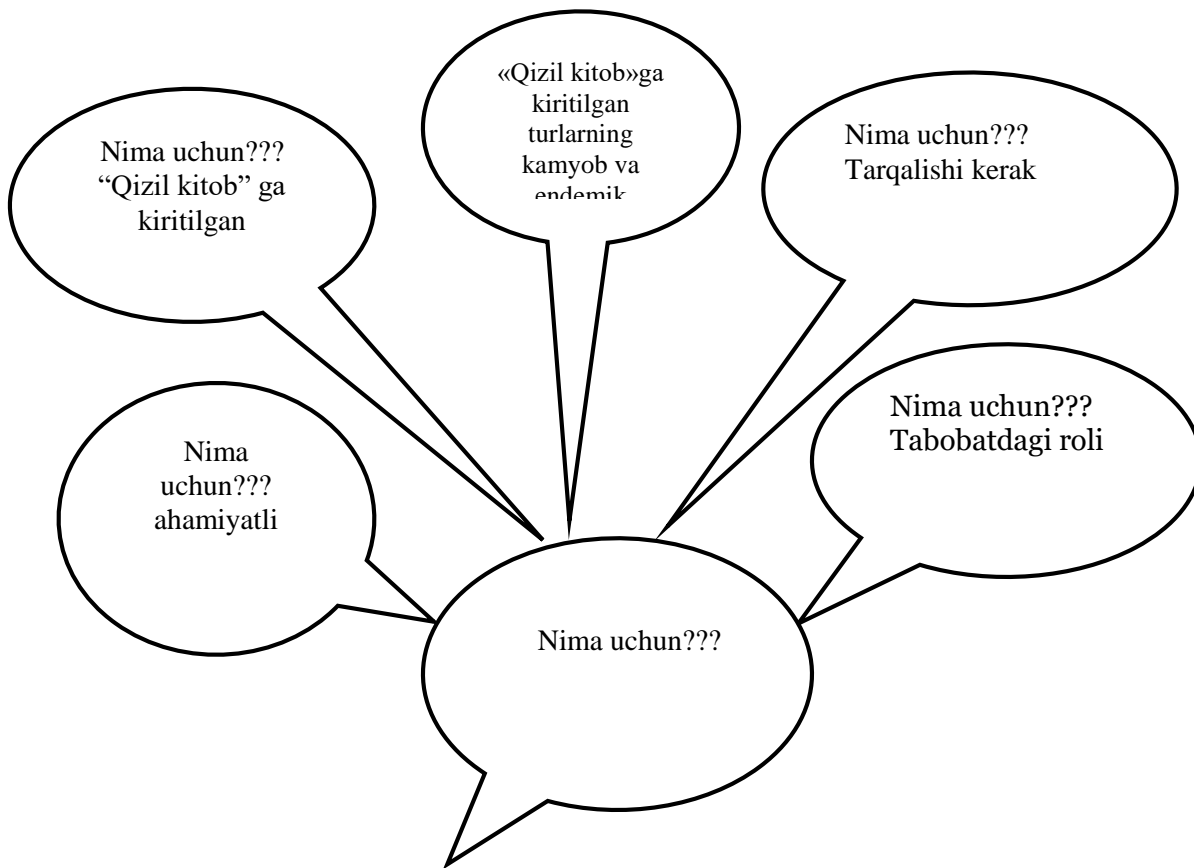 «Qizil kitob»ga
kiritilgan
turlarning
kamyob va
endemik
Nima uchun???
“Qizil kitob” ga
kiritilgan
Nima uchun???
Tarqalishi kerak
Nima
uchun???
ahamiyatli
Nima uchun???
Tabobatdagi roli
Nima uchun???